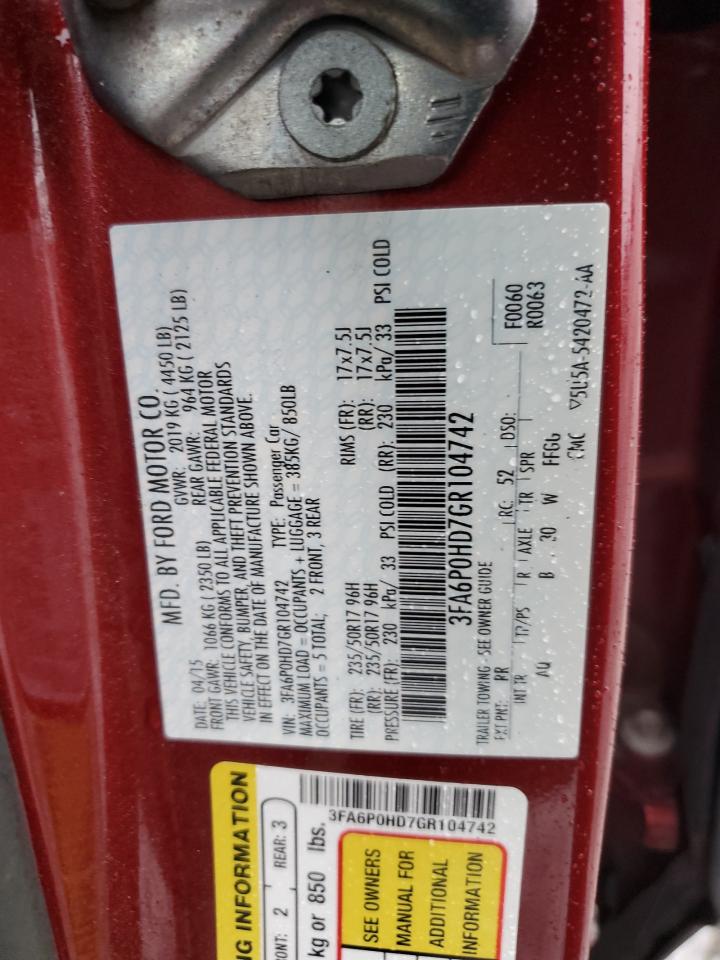 MFD. BY FORD MOTOR CO.
DATE: 04/15 GVWR: 2019 KG ( 4450 LB)
FRONT GAWR: 1066 KG ( 2350 LB) REAR GAWR: 964 KG ( 2125 LB)
THIS VEHICLE CONFORMS TO ALL APPLICABLE FEDERAL MOTOR
VEHICLE SAFETY, BUMPER, AND THEFT PREVENTION STANDARDS
IN EFFECT ON THE DATE OF MANUFACTURE SHOWN ABOVE.
VIN: 3FA6P0HD7GR104742 TYPE: Passenger Car
MAXIMUM LOAD = OCCUPANTS + LUGGAGE = 385KG/ 850LB
OCCUPANTS = 5 TOTAL; 2 FRONT, 3 REAR
TIRE (FR): 235/50R17 96H RIMS (FR): 17x7.5J
(RR): 235/50R17 96H (RR): 17x7.5J
PRESSURE (FR): 230 kPa/ 33 PSI COLD (RR): 230 kPa/ 33 PSI COLD
3FA6P0HD7GR104742
TRAILER TOWING - SEE OWNER GUIDE
EXT PNT: RR RC: 52 DSO: F0060
R0063
INT TR TP/PS R AXLE TR SPR
AQ B 30 W FFGG
CMC ▽5U5A-5420472-AA
NG INFORMATION
ONT: 2 REAR: 3
kg or 850 lbs.
3FA6P0HD7GR104742
SEE OWNERS
MANUAL FOR
ADDITIONAL
INFORMATION